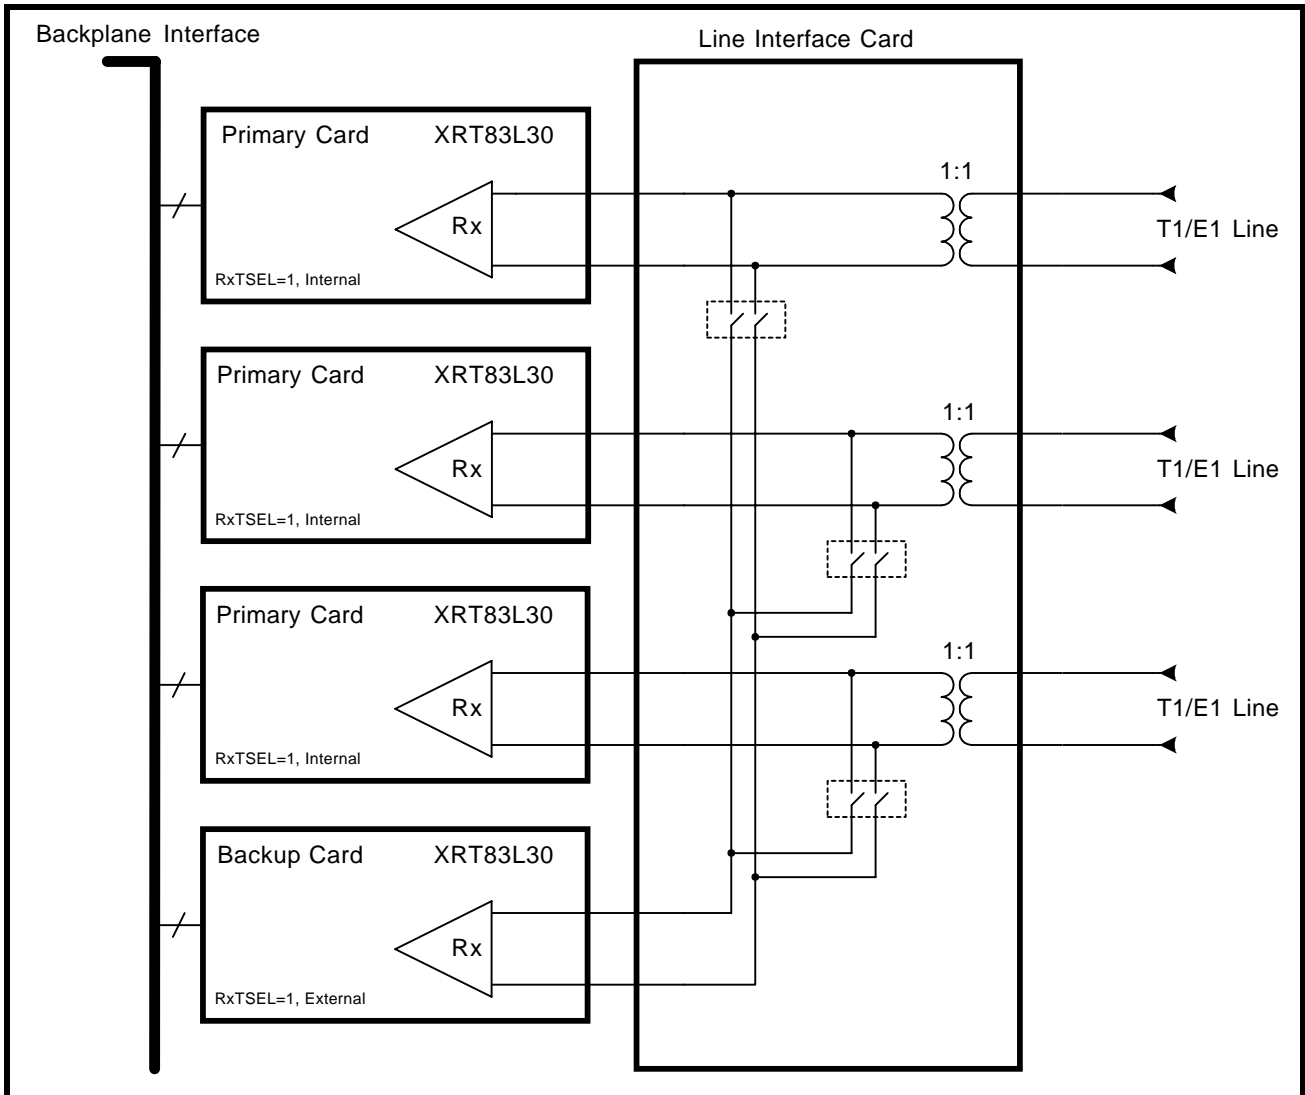 Backplane Interface
Line Interface Card
Primary Card XRT83L30
1:1
Rx
T1/E1 Line
RxTSEL=1, Internal
Primary Card XRT83L30
1:1
Rx
T1/E1 Line
RxTSEL=1, Internal
Primary Card XRT83L30
1:1
Rx
T1/E1 Line
RxTSEL=1, Internal
Backup Card XRT83L30
Rx
RxTSEL=1, External